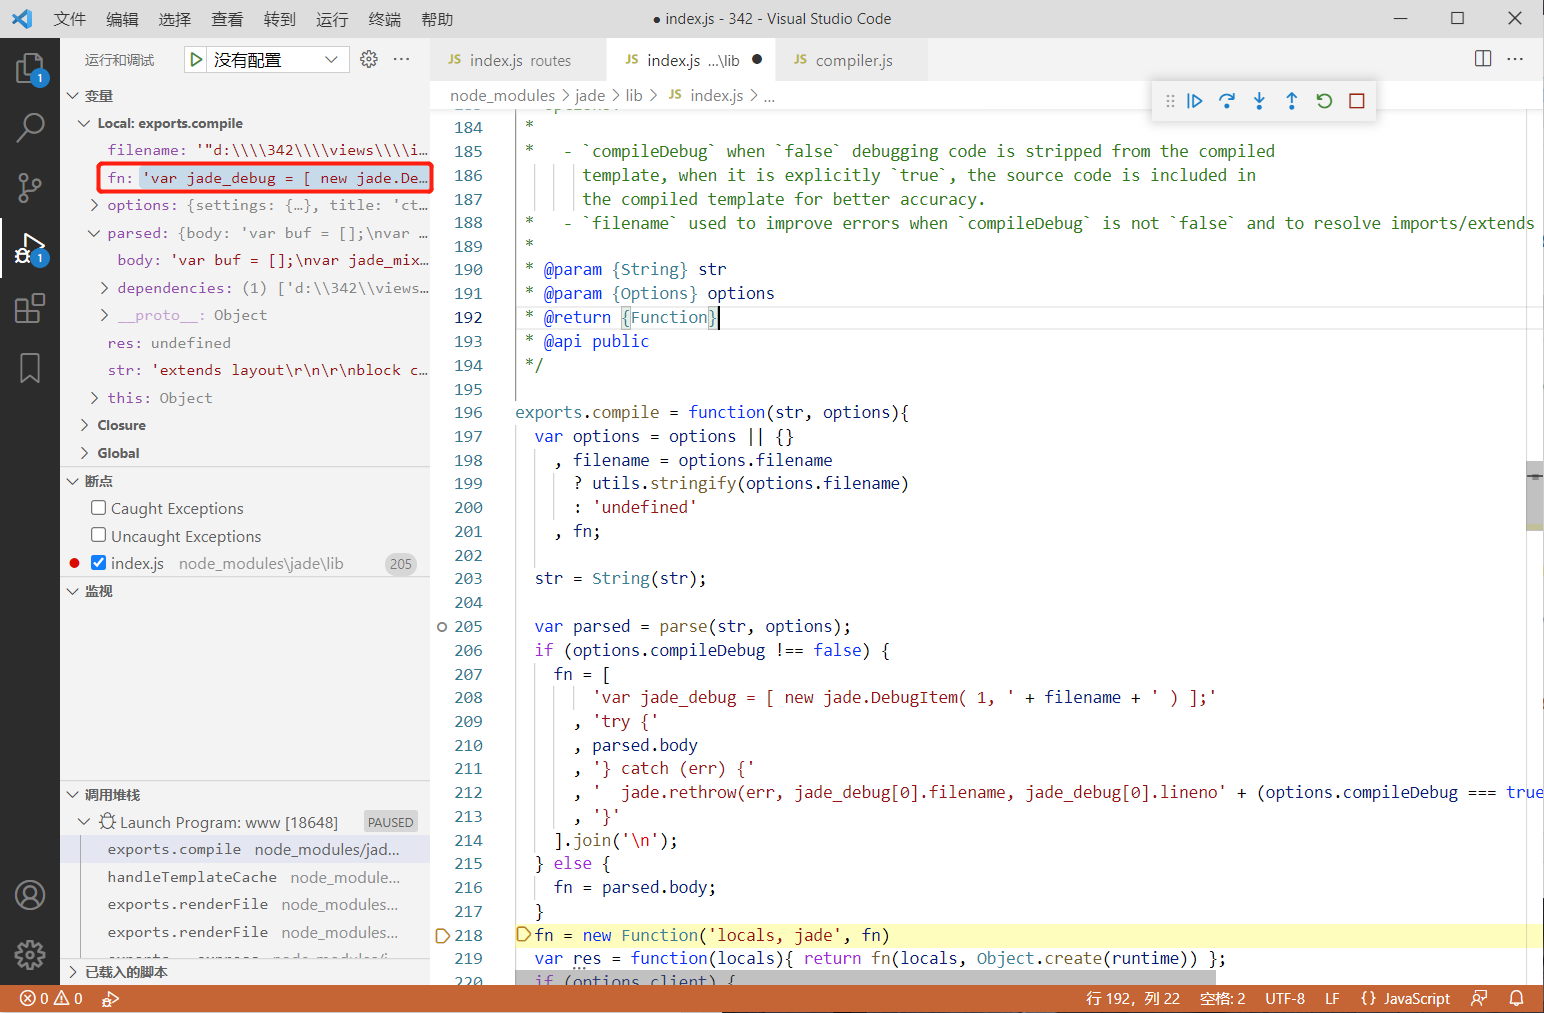 文件 编辑 选择 查看 转到 运行 终端 帮助
● index.js - 342 - Visual Studio Code
运行和调试
没有配置
JS index.js routes
JS index.js ...\lib ●
JS compiler.js
node_modules > jade > lib > JS index.js > ...
变量
Local: exports.compile
filename: '"d:\\\\342\\\\views\\\\i...
fn: 'var jade_debug = [ new jade.De...
options: {settings: {…}, title: 'ct...
parsed: {body: 'var buf = [];\nvar ...
body: 'var buf = [];\nvar jade_mix...
dependencies: (1) ['d:\\342\\views...
__proto__: Object
res: undefined
str: 'extends layout\r\n\r\nblock c...
this: Object
Closure
Global
断点
Caught Exceptions
Uncaught Exceptions
index.js node_modules\jade\lib 205
监视
调用堆栈
Launch Program: www [18648] PAUSED
exports.compile node_modules/jad...
handleTemplateCache node_module...
exports.renderFile node_modules...
exports.renderFile node_modules...
已载入的脚本
184 *
185 * - `compileDebug` when `false` debugging code is stripped from the compiled
186 template, when it is explicitly `true`, the source code is included in
187 the compiled template for better accuracy.
188 * - `filename` used to improve errors when `compileDebug` is not `false` and to resolve imports/extends
189 *
190 * @param {String} str
191 * @param {Options} options
192 * @return {Function}
193 * @api public
194 */
195
196 exports.compile = function(str, options){
197 var options = options || {}
198 , filename = options.filename
199 ? utils.stringify(options.filename)
200 : 'undefined'
201 , fn;
202
203 str = String(str);
204
205 var parsed = parse(str, options);
206 if (options.compileDebug !== false) {
207 fn = [
208 'var jade_debug = [ new jade.DebugItem( 1, ' + filename + ' ) ];'
209 , 'try {'
210 , parsed.body
211 , '} catch (err) {'
212 , '  jade.rethrow(err, jade_debug[0].filename, jade_debug[0].lineno' + (options.compileDebug === true
213 , '}'
214 ].join('\n');
215 } else {
216 fn = parsed.body;
217 }
218 fn = new Function('locals, jade', fn)
219 var res = function(locals){ return fn(locals, Object.create(runtime)) };
220 if (options.client) {
1
1
0 0
行 192，列 22 空格: 2 UTF-8 LF {} JavaScript